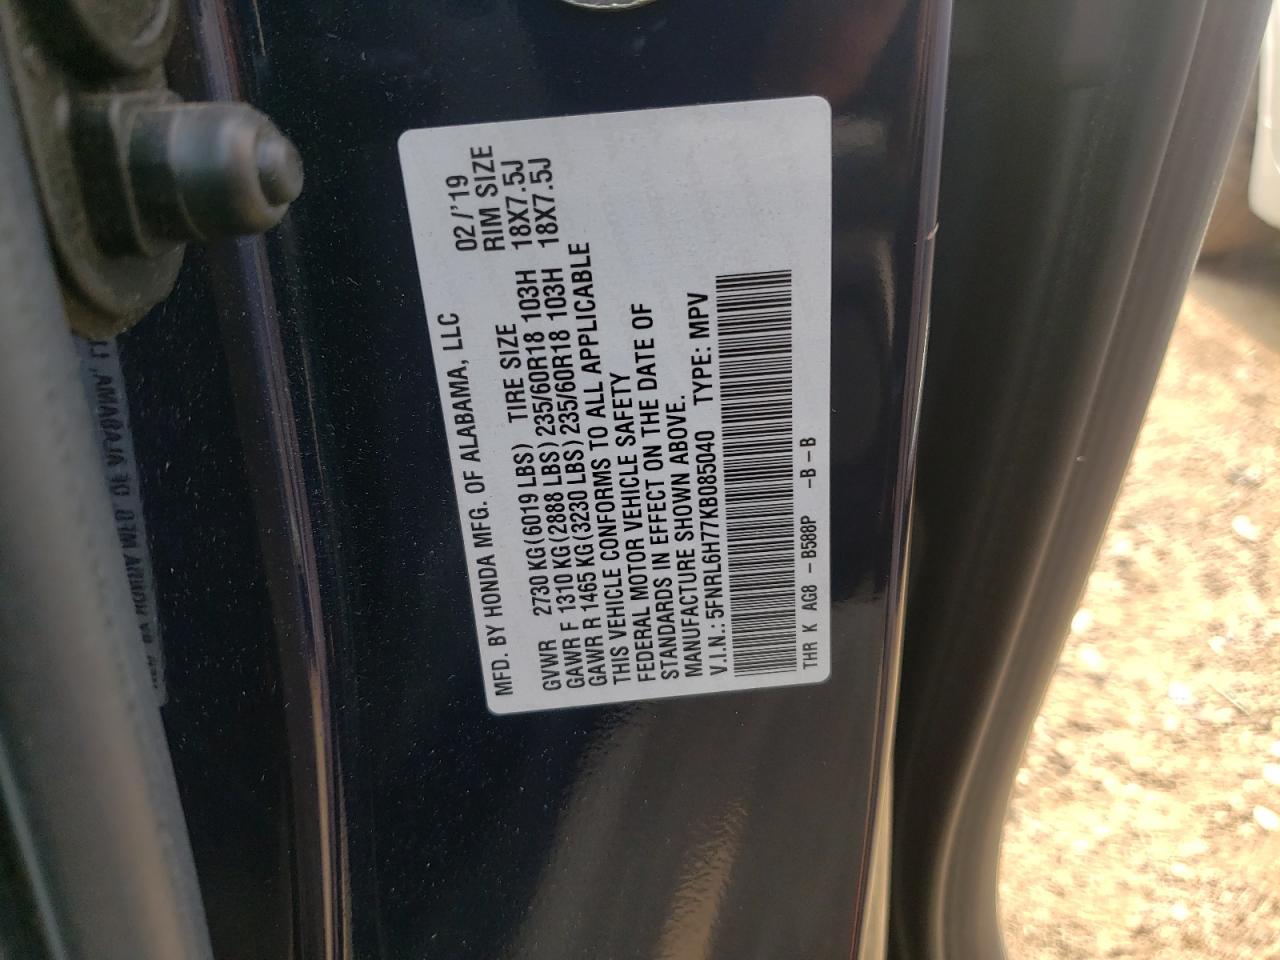 MFD. BY HONDA MFG. OF ALABAMA, LLC 02/'19
TIRE SIZE RIM SIZE
GVWR 2730 KG (6019 LBS)
GAWR F 1310 KG (2888 LBS) 235/60R18 103H 18X7.5J
GAWR R 1465 KG (3230 LBS) 235/60R18 103H 18X7.5J
THIS VEHICLE CONFORMS TO ALL APPLICABLE
FEDERAL MOTOR VEHICLE SAFETY
STANDARDS IN EFFECT ON THE DATE OF
MANUFACTURE SHOWN ABOVE.
V.I.N.: 5FNRL6H77KB085040 TYPE: MPV
THR K AG8 - B588P -B-B